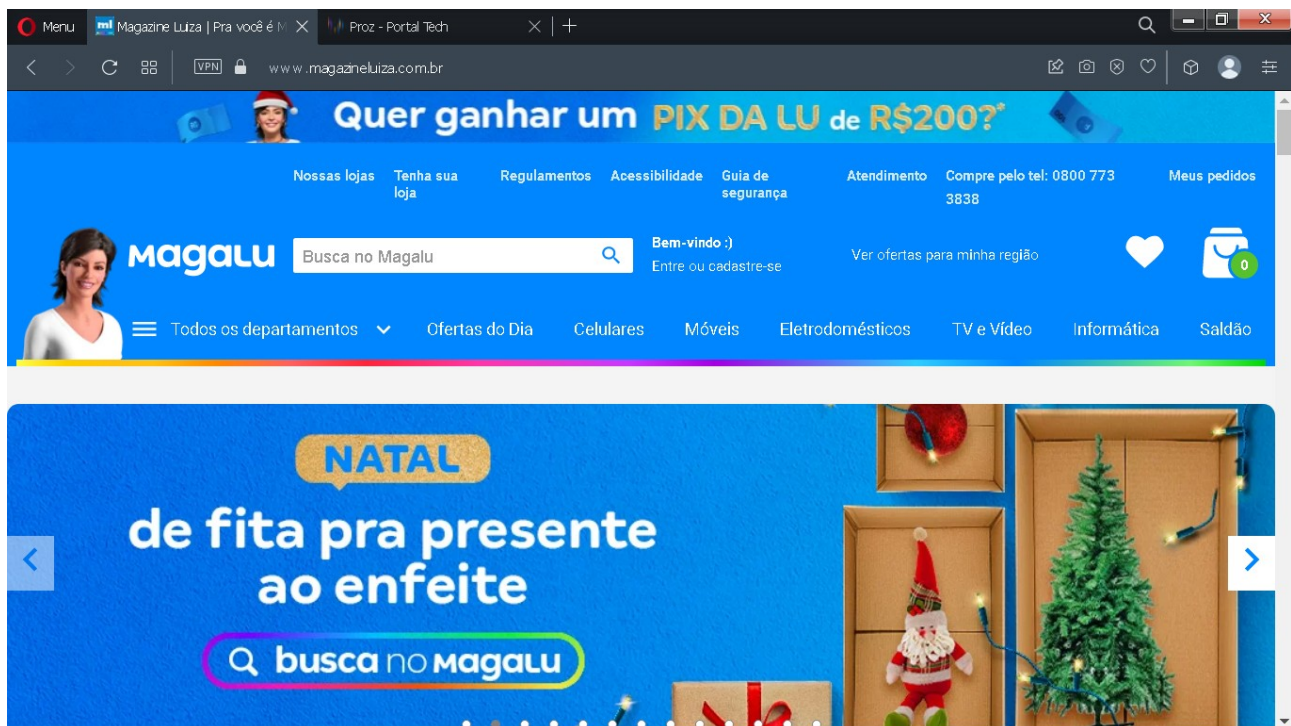 Menu
ml Magazine Luiza | Pra você é M
Proz - Portal Tech
VPN
www.magazineluiza.com.br
Quer ganhar um PIX DA LU de R$200?*
Nossas lojas
Tenha sua
loja
Regulamentos
Acessibilidade
Guia de
segurança
Atendimento
Compre pelo tel: 0800 773
3838
Meus pedidos
MagaLu
Busca no Magalu
Bem-vindo :)
Entre ou cadastre-se
Ver ofertas para minha região
0
Todos os departamentos
Ofertas do Dia
Celulares
Móveis
Eletrodomésticos
TV e Vídeo
Informática
Saldão
NATAL
de fita pra presente
ao enfeite
busca no MagaLu